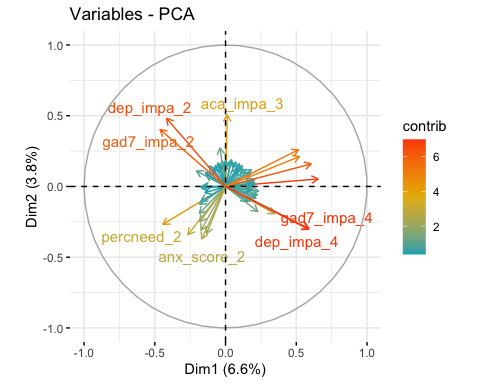 Variables - PCA
1.0
0.5
0.0
-0.5
-1.0
Dim2 (3.8%)
dep_impa_2
aca_impa_3
gad7_impa_2
gad7_impa_4
percneed_2
dep_impa_4
anx_score_2
-1.0 -0.5 0.0 0.5 1.0
Dim1 (6.6%)
contrib
6
4
2